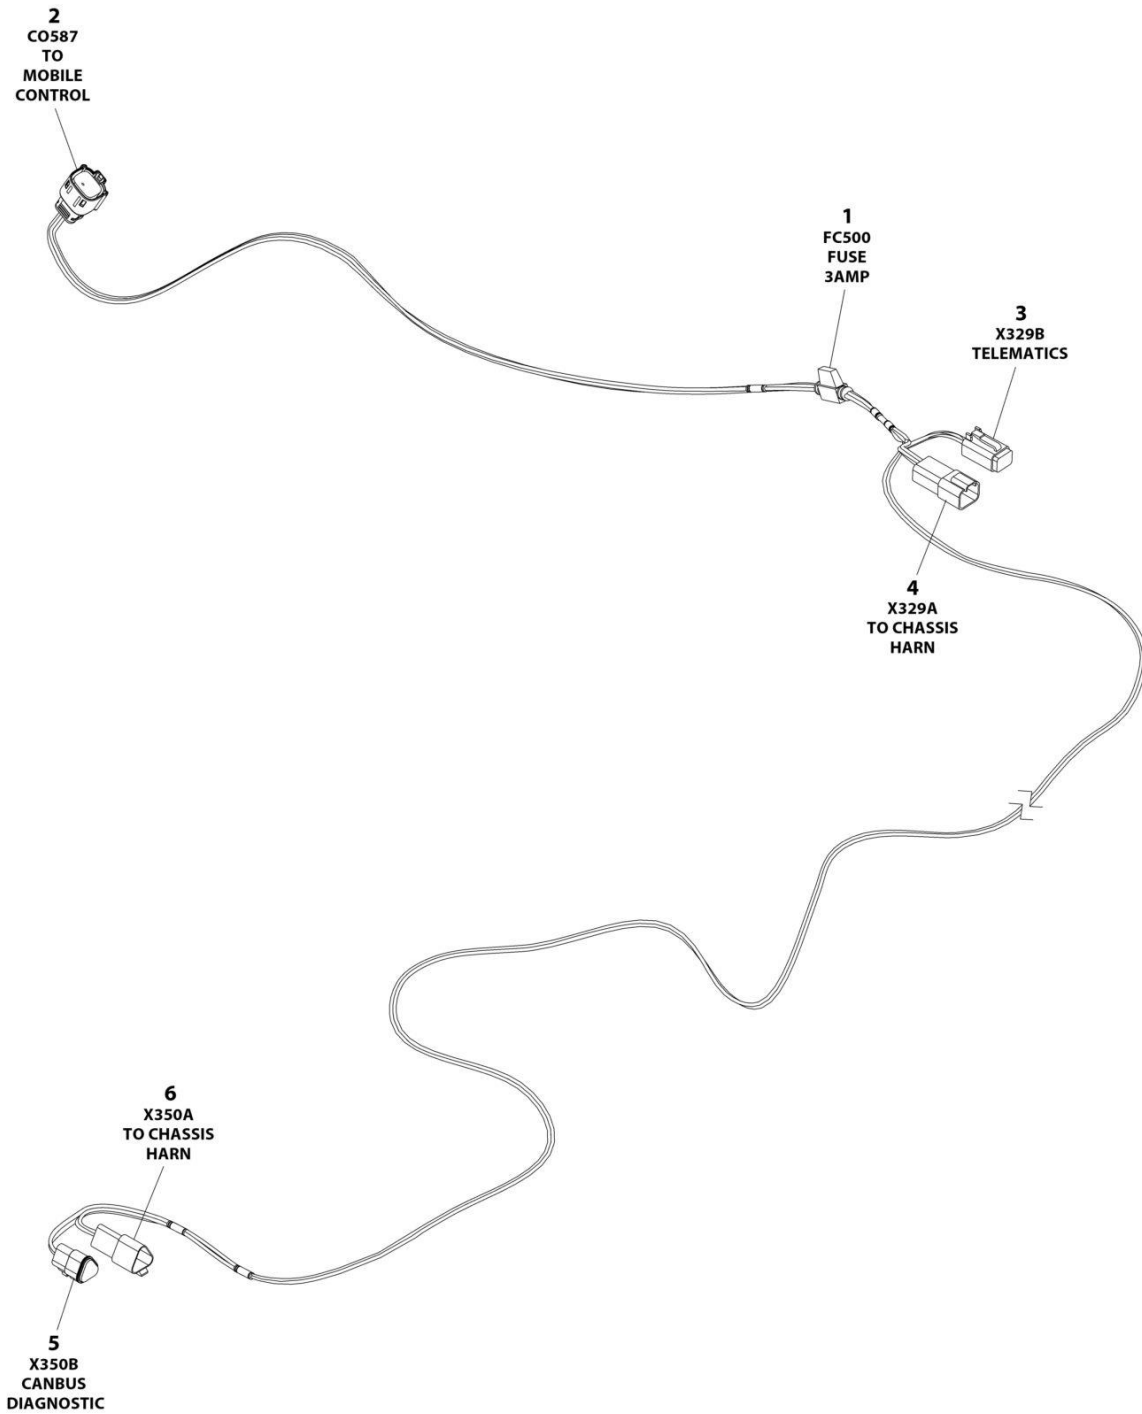 2
CO587
TO
MOBILE
CONTROL
1
FC500
FUSE
3AMP
3
X329B
TELEMATICS
4
X329A
TO CHASSIS
HARN
6
X350A
TO CHASSIS
HARN
5
X350B
CANBUS
DIAGNOSTIC